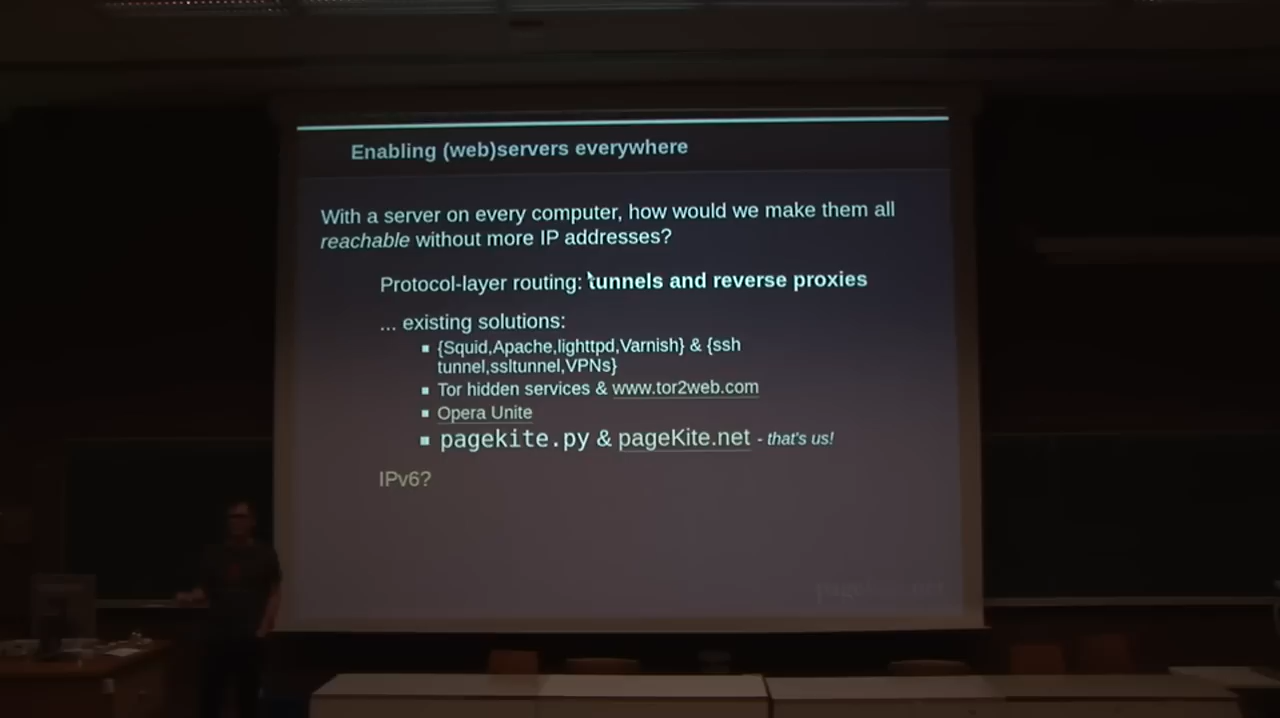 Enabling (web)servers everywhere
With a server on every computer, how would we make them all
reachable without more IP addresses?
Protocol-layer routing: tunnels and reverse proxies
... existing solutions:
{Squid,Apache,lighttpd,Varnish} & {ssh
tunnel,ssltunnel,VPNs}
Tor hidden services & www.tor2web.com
Opera Unite
pagekite.py & pageKite.net - that's us!
IPv6?